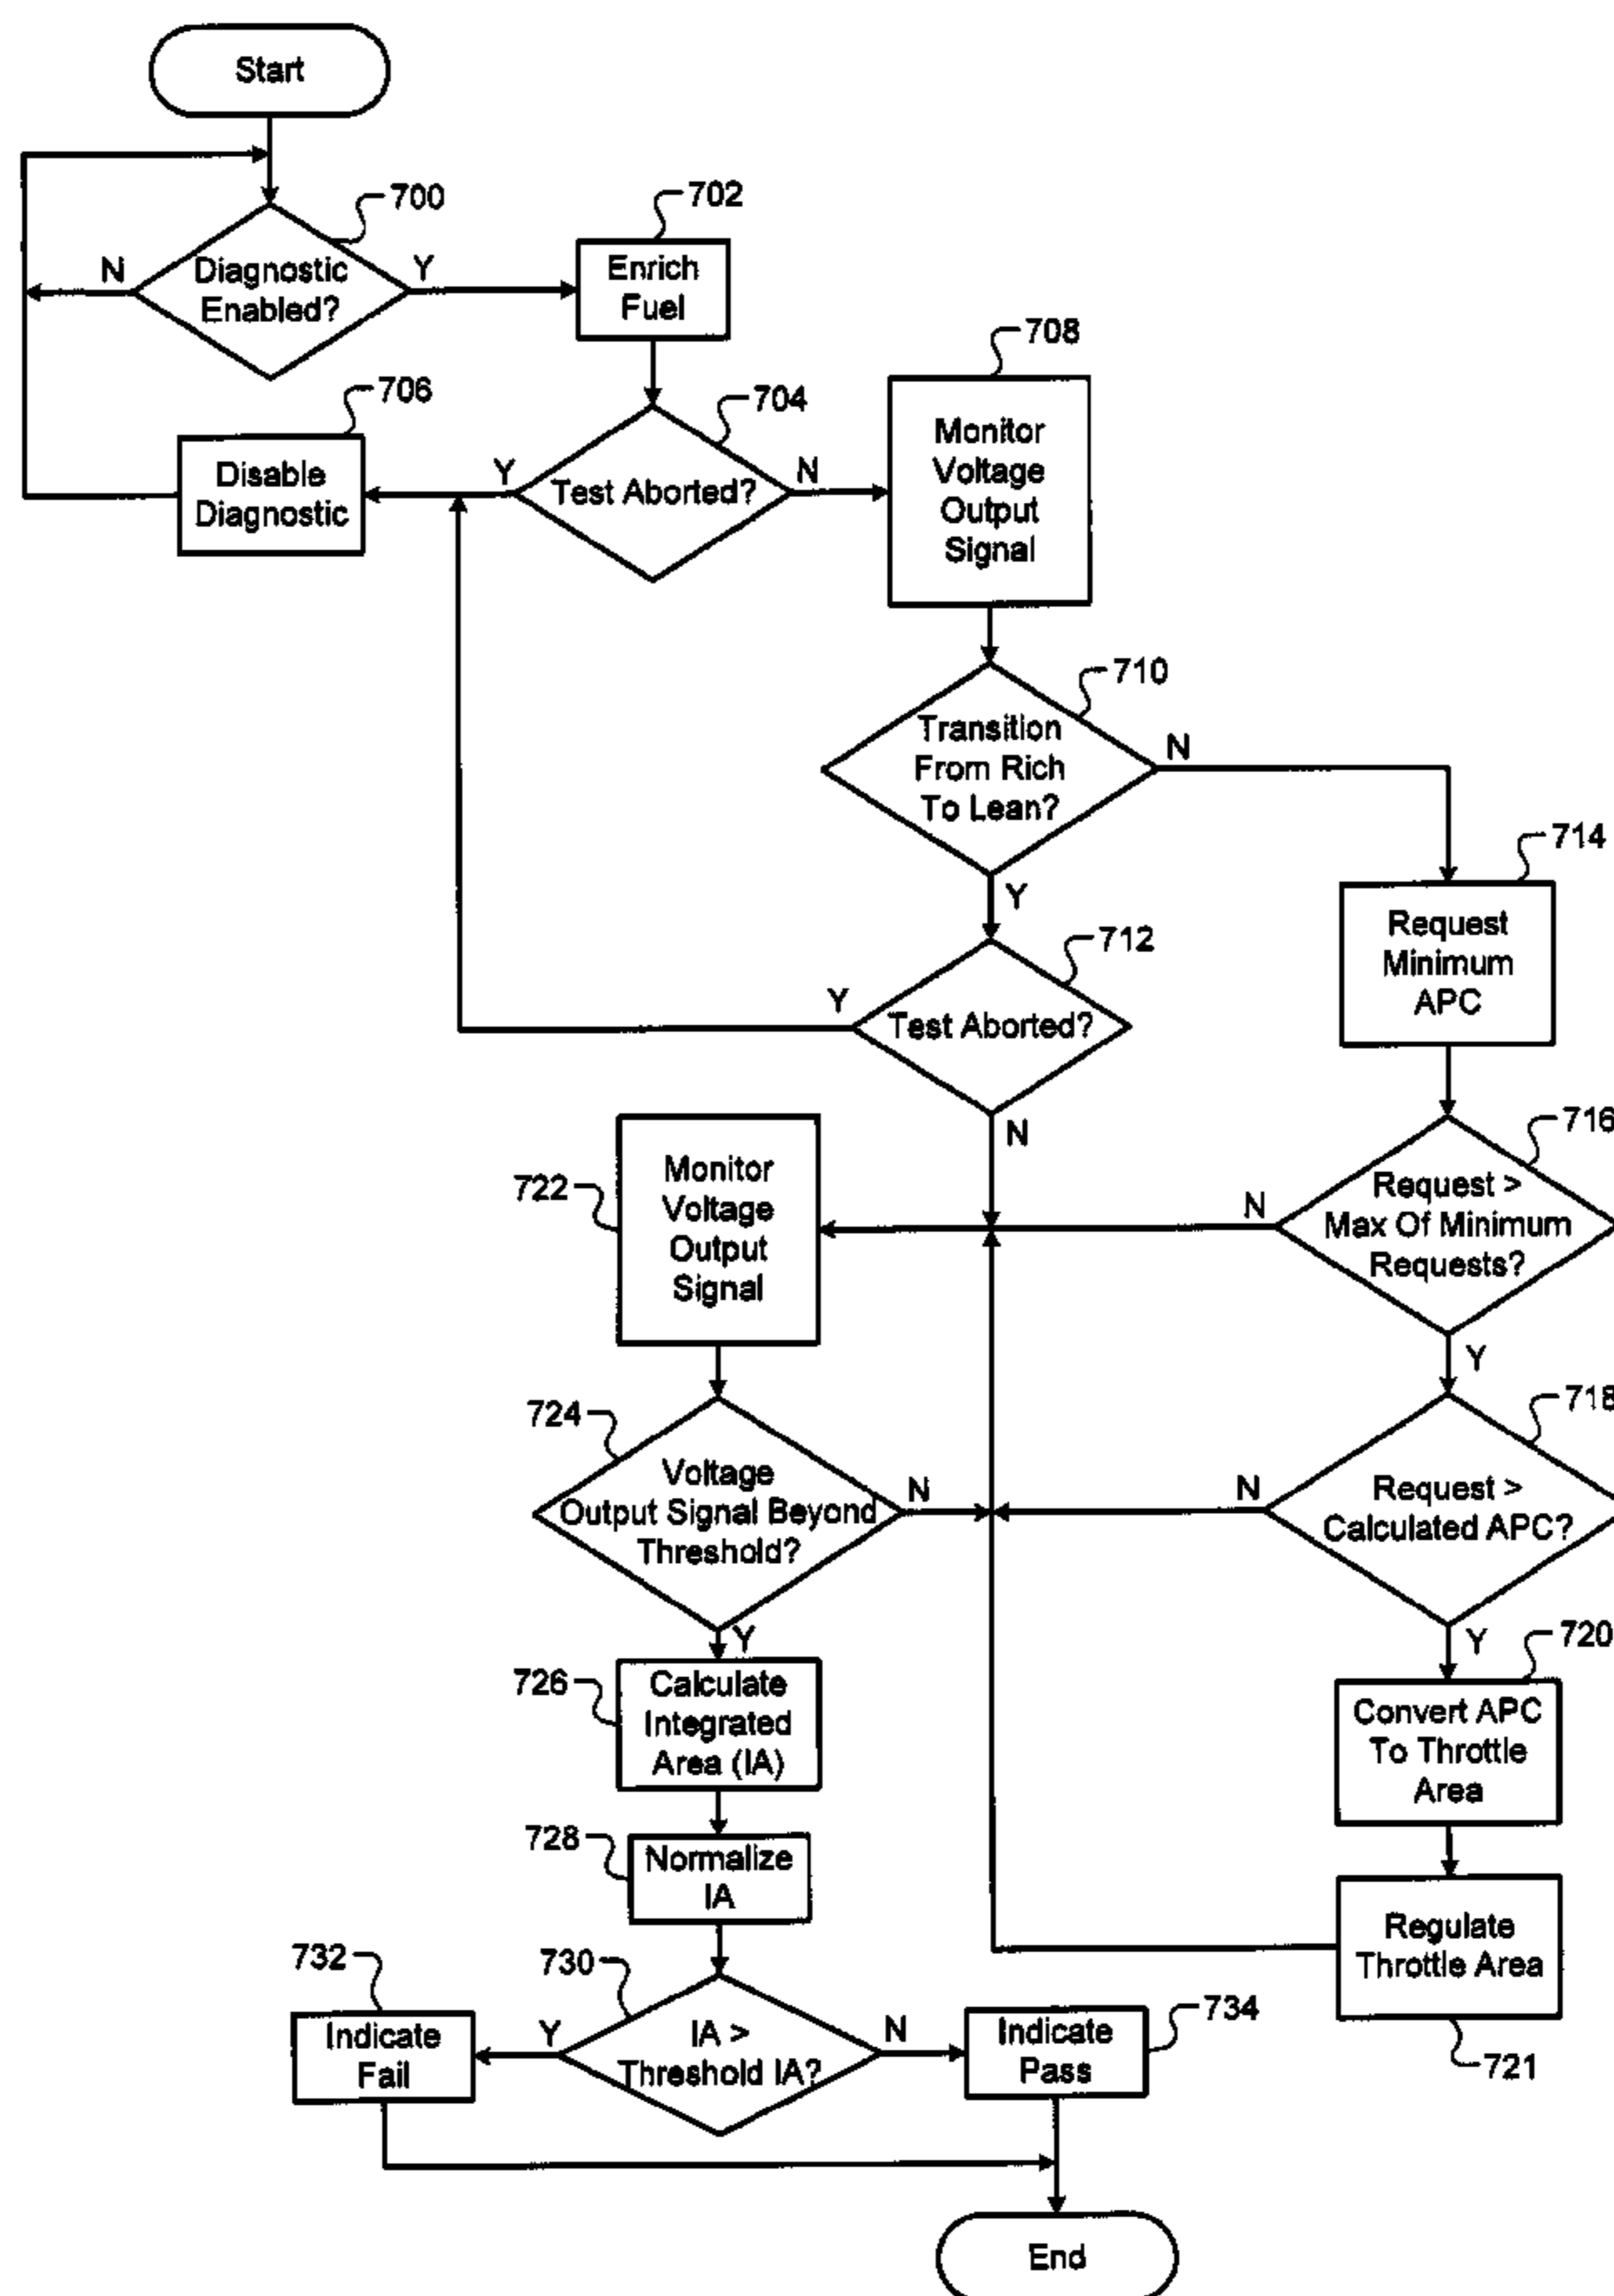 Start
700
Diagnostic
Enabled?
N
Y
702
Enrich
Fuel
706
Disable
Diagnostic
704
Test Aborted?
Y
N
708
Monitor
Voltage
Output
Signal
710
Transition
From Rich
To Lean?
N
Y
712
Test Aborted?
Y
N
714
Request
Minimum
APC
716
Request >
Max Of Minimum
Requests?
N
Y
722
Monitor
Voltage
Output
Signal
718
Request >
Calculated APC?
N
Y
724
Voltage
Output Signal Beyond
Threshold?
N
Y
720
Convert APC
To Throttle
Area
726
Calculate
Integrated
Area (IA)
721
Regulate
Throttle Area
728
Normalize
IA
730
IA >
Threshold IA?
Y
N
732
Indicate
Fail
734
Indicate
Pass
End